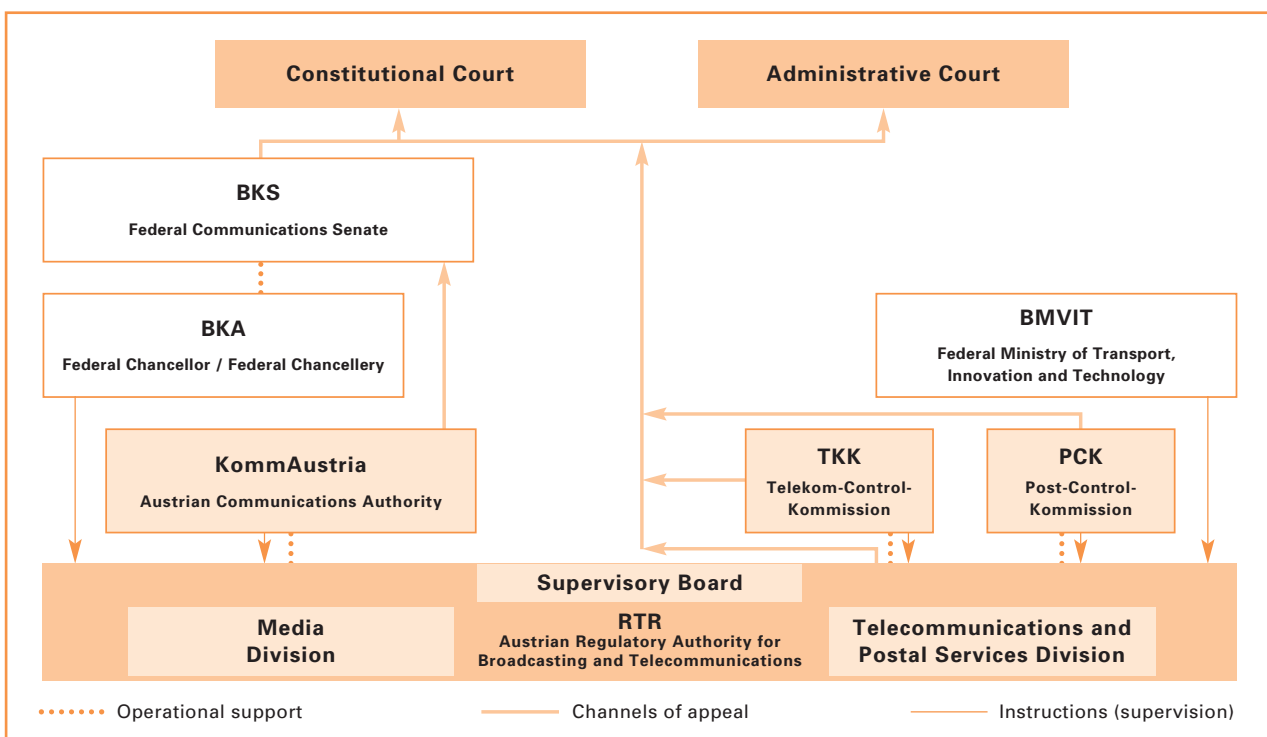 Constitutional Court
Administrative Court
BKS
Federal Communications Senate
BKA
Federal Chancellor / Federal Chancellery
BMVIT
Federal Ministry of Transport,
Innovation and Technology
KommAustria
Austrian Communications Authority
TKK
Telekom-Control-
Kommission
PCK
Post-Control-
Kommission
Supervisory Board
Media
Division
RTR
Austrian Regulatory Authority for
Broadcasting and Telecommunications
Telecommunications and
Postal Services Division
Operational support
Channels of appeal
Instructions (supervision)